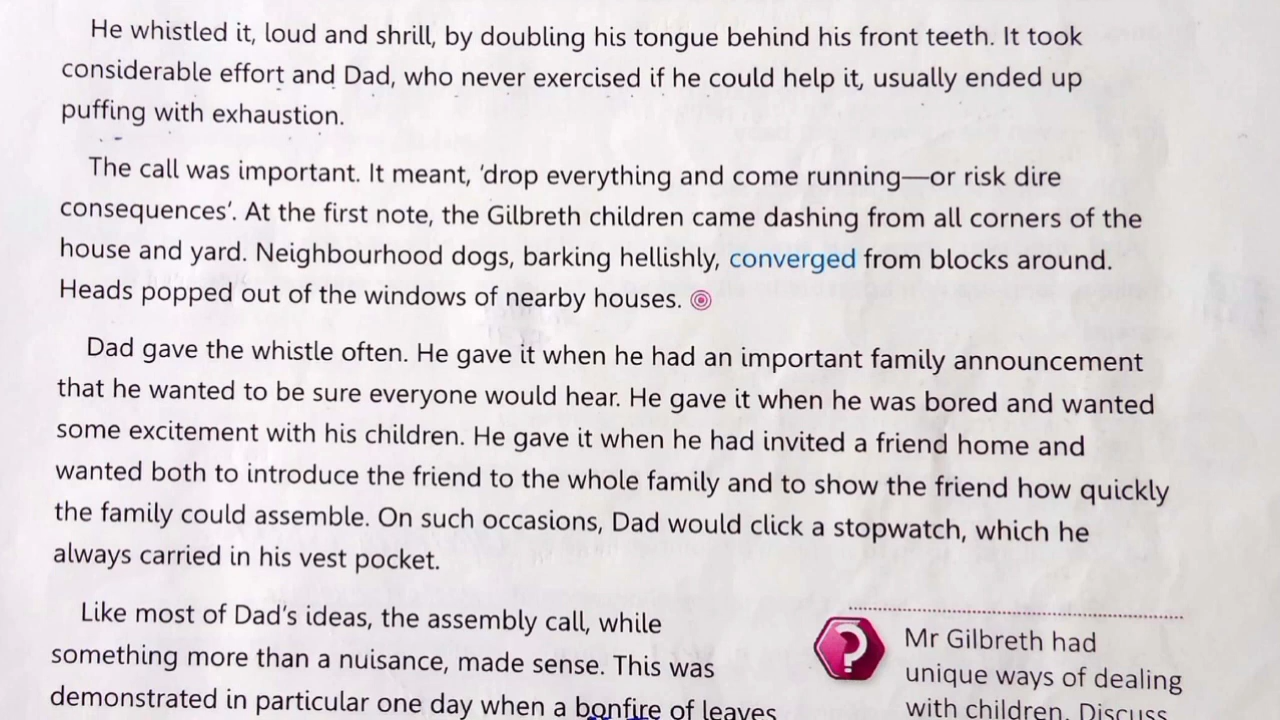 He whistled it, loud and shrill, by doubling his tongue behind his front teeth. It took
considerable effort and Dad, who never exercised if he could help it, usually ended up
puffing with exhaustion.
The call was important. It meant, ‘drop everything and come running—or risk dire
consequences’. At the first note, the Gilbreth children came dashing from all corners of the
house and yard. Neighbourhood dogs, barking hellishly, converged from blocks around.
Heads popped out of the windows of nearby houses.
Dad gave the whistle often. He gave it when he had an important family announcement
that he wanted to be sure everyone would hear. He gave it when he was bored and wanted
some excitement with his children. He gave it when he had invited a friend home and
wanted both to introduce the friend to the whole family and to show the friend how quickly
the family could assemble. On such occasions, Dad would click a stopwatch, which he
always carried in his vest pocket.
Like most of Dad’s ideas, the assembly call, while
something more than a nuisance, made sense. This was
demonstrated in particular one day when a bonfire of leaves
?
Mr Gilbreth had
unique ways of dealing
with children. Discuss